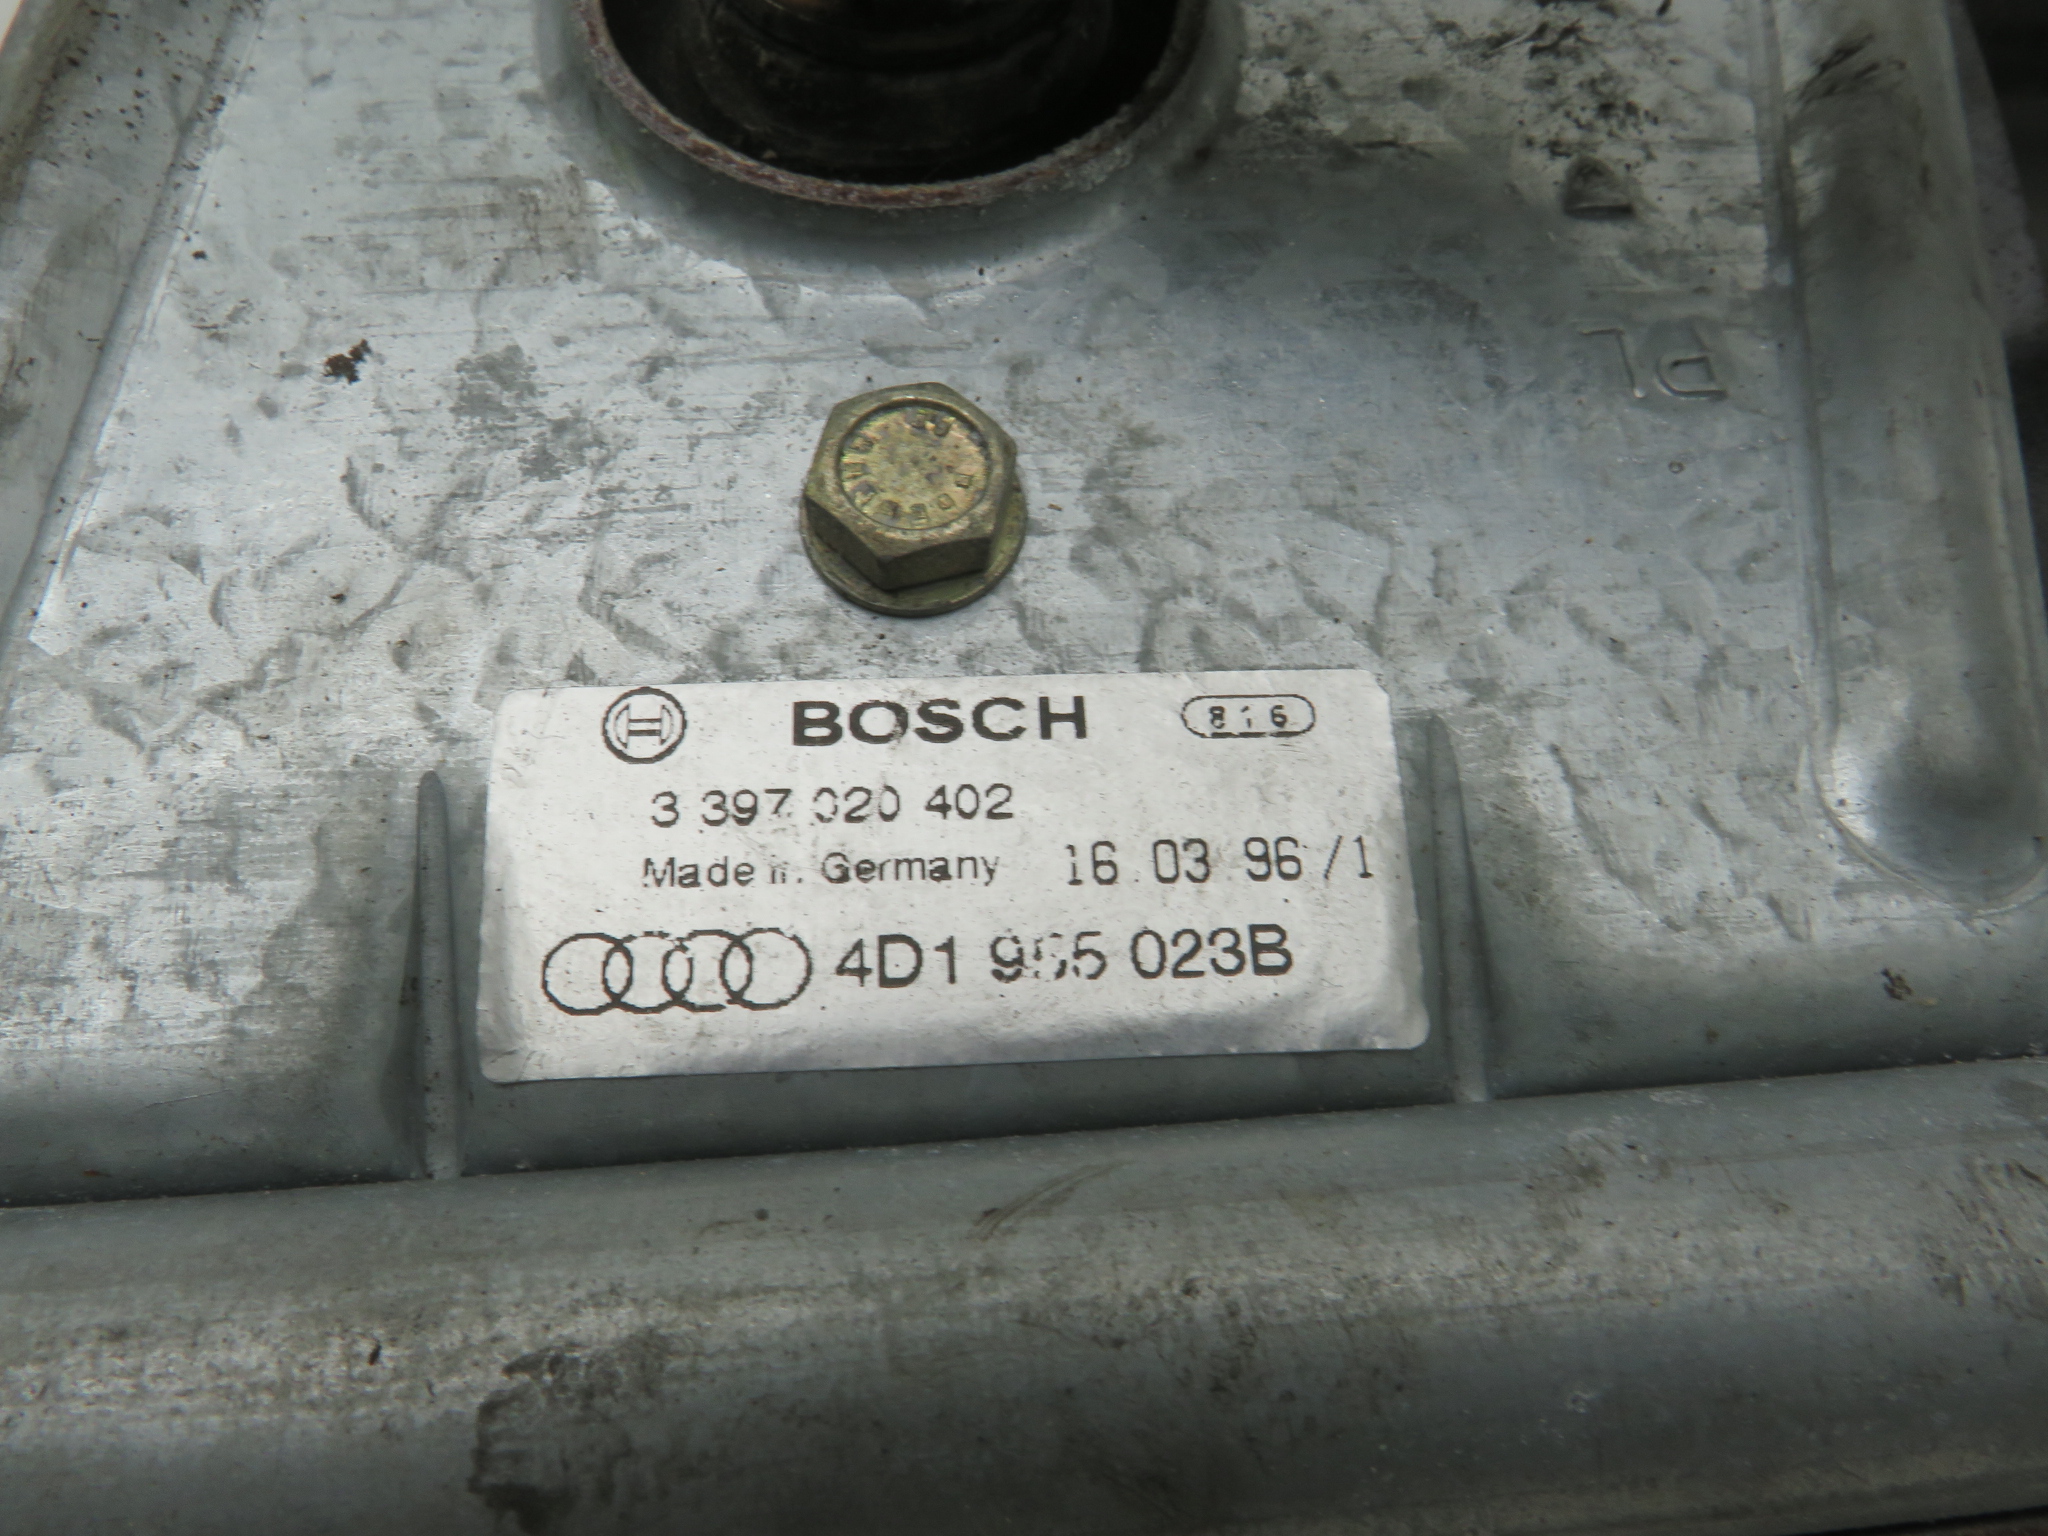 BOSCH 816
3 397 020 402
Made in Germany 16 03 96 / 1
4D1 955 023B